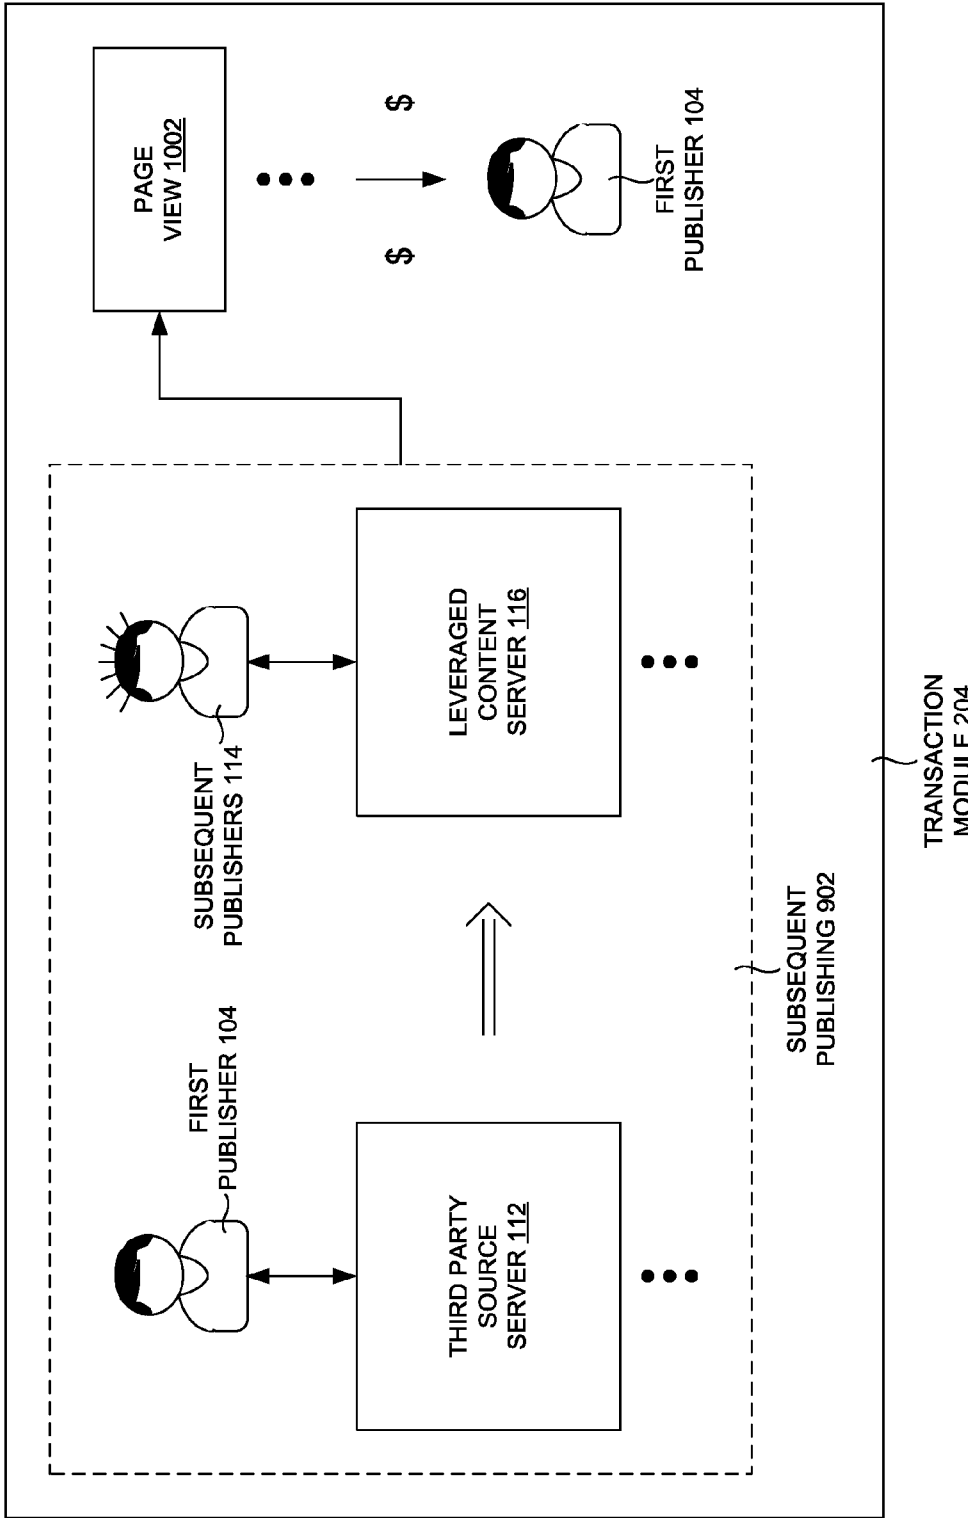 FIRST
PUBLISHER 104
SUBSEQUENT
PUBLISHERS 114
PAGE
VIEW 1002
THIRD PARTY
SOURCE
SERVER 112
LEVERAGED
CONTENT
SERVER 116
$ $
FIRST
PUBLISHER 104
SUBSEQUENT
PUBLISHING 902
TRANSACTION
MODULE 204